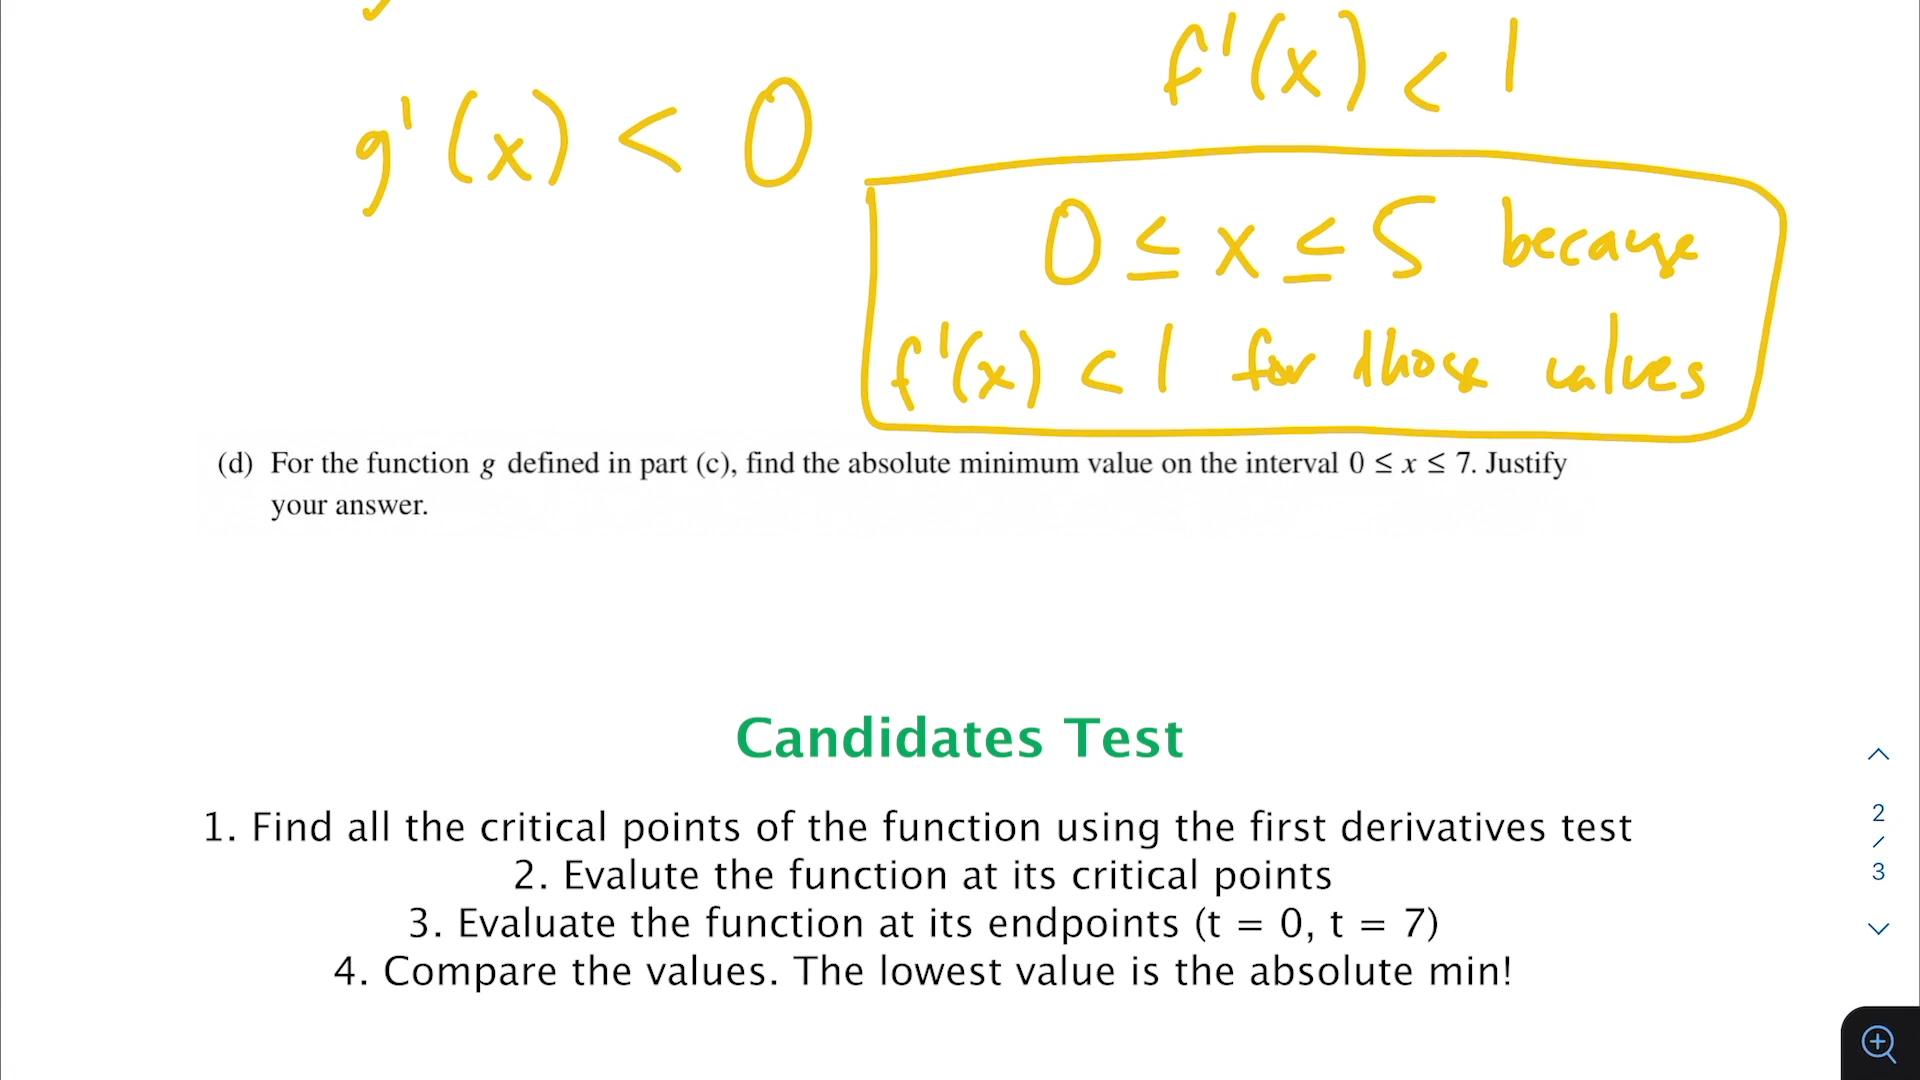 f'(x) < 1
g'(x) < 0
0 ≤ x ≤ 5 because
f'(x) < 1 for those values
(d) For the function g defined in part (c), find the absolute minimum value on the interval 0 ≤ x ≤ 7. Justify
your answer.
Candidates Test
1. Find all the critical points of the function using the first derivatives test
2. Evalute the function at its critical points
3. Evaluate the function at its endpoints (t = 0, t = 7)
4. Compare the values. The lowest value is the absolute min!
2
/
3